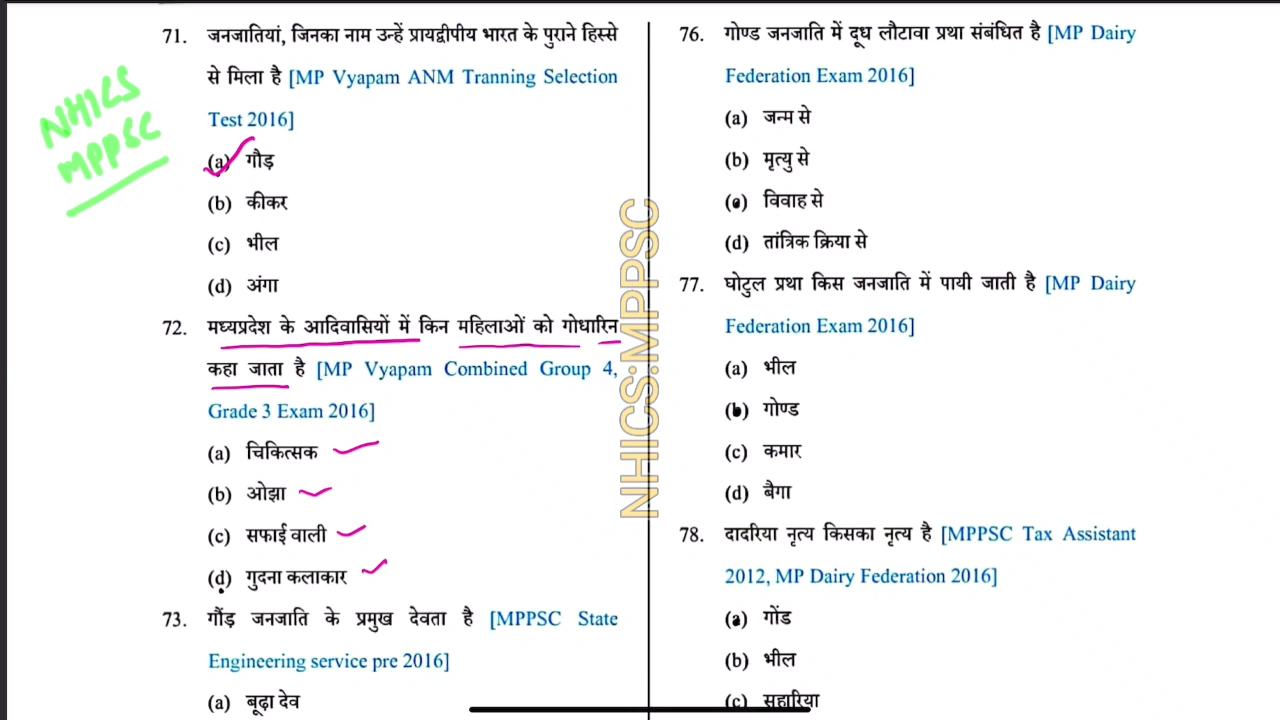 NHICS
MPPSC
71. जनजातियां, जिनका नाम उन्हें प्रायद्वीपीय भारत के पुराने हिस्से
से मिला है [MP Vyapam ANM Tranning Selection
Test 2016]
(a) गौड़
(b) कीकर
(c) भील
(d) अंगा
72. मध्यप्रदेश के आदिवासियों में किन महिलाओं को गोधारिन
कहा जाता है [MP Vyapam Combined Group 4,
Grade 3 Exam 2016]
(a) चिकित्सक
(b) ओझा
(c) सफाई वाली
(d) गुदना कलाकार
73. गौंड़ जनजाति के प्रमुख देवता है [MPPSC State
Engineering service pre 2016]
(a) बूढ़ा देव
NHICS:MPPSC
76. गोण्ड जनजाति में दूध लौटावा प्रथा संबंधित है [MP Dairy
Federation Exam 2016]
(a) जन्म से
(b) मृत्यु से
(c) विवाह से
(d) तांत्रिक क्रिया से
77. घोटुल प्रथा किस जनजाति में पायी जाती है [MP Dairy
Federation Exam 2016]
(a) भील
(b) गोण्ड
(c) कमार
(d) बैगा
78. दादरिया नृत्य किसका नृत्य है [MPPSC Tax Assistant
2012, MP Dairy Federation 2016]
(a) गोंड
(b) भील
(c) सहारिया